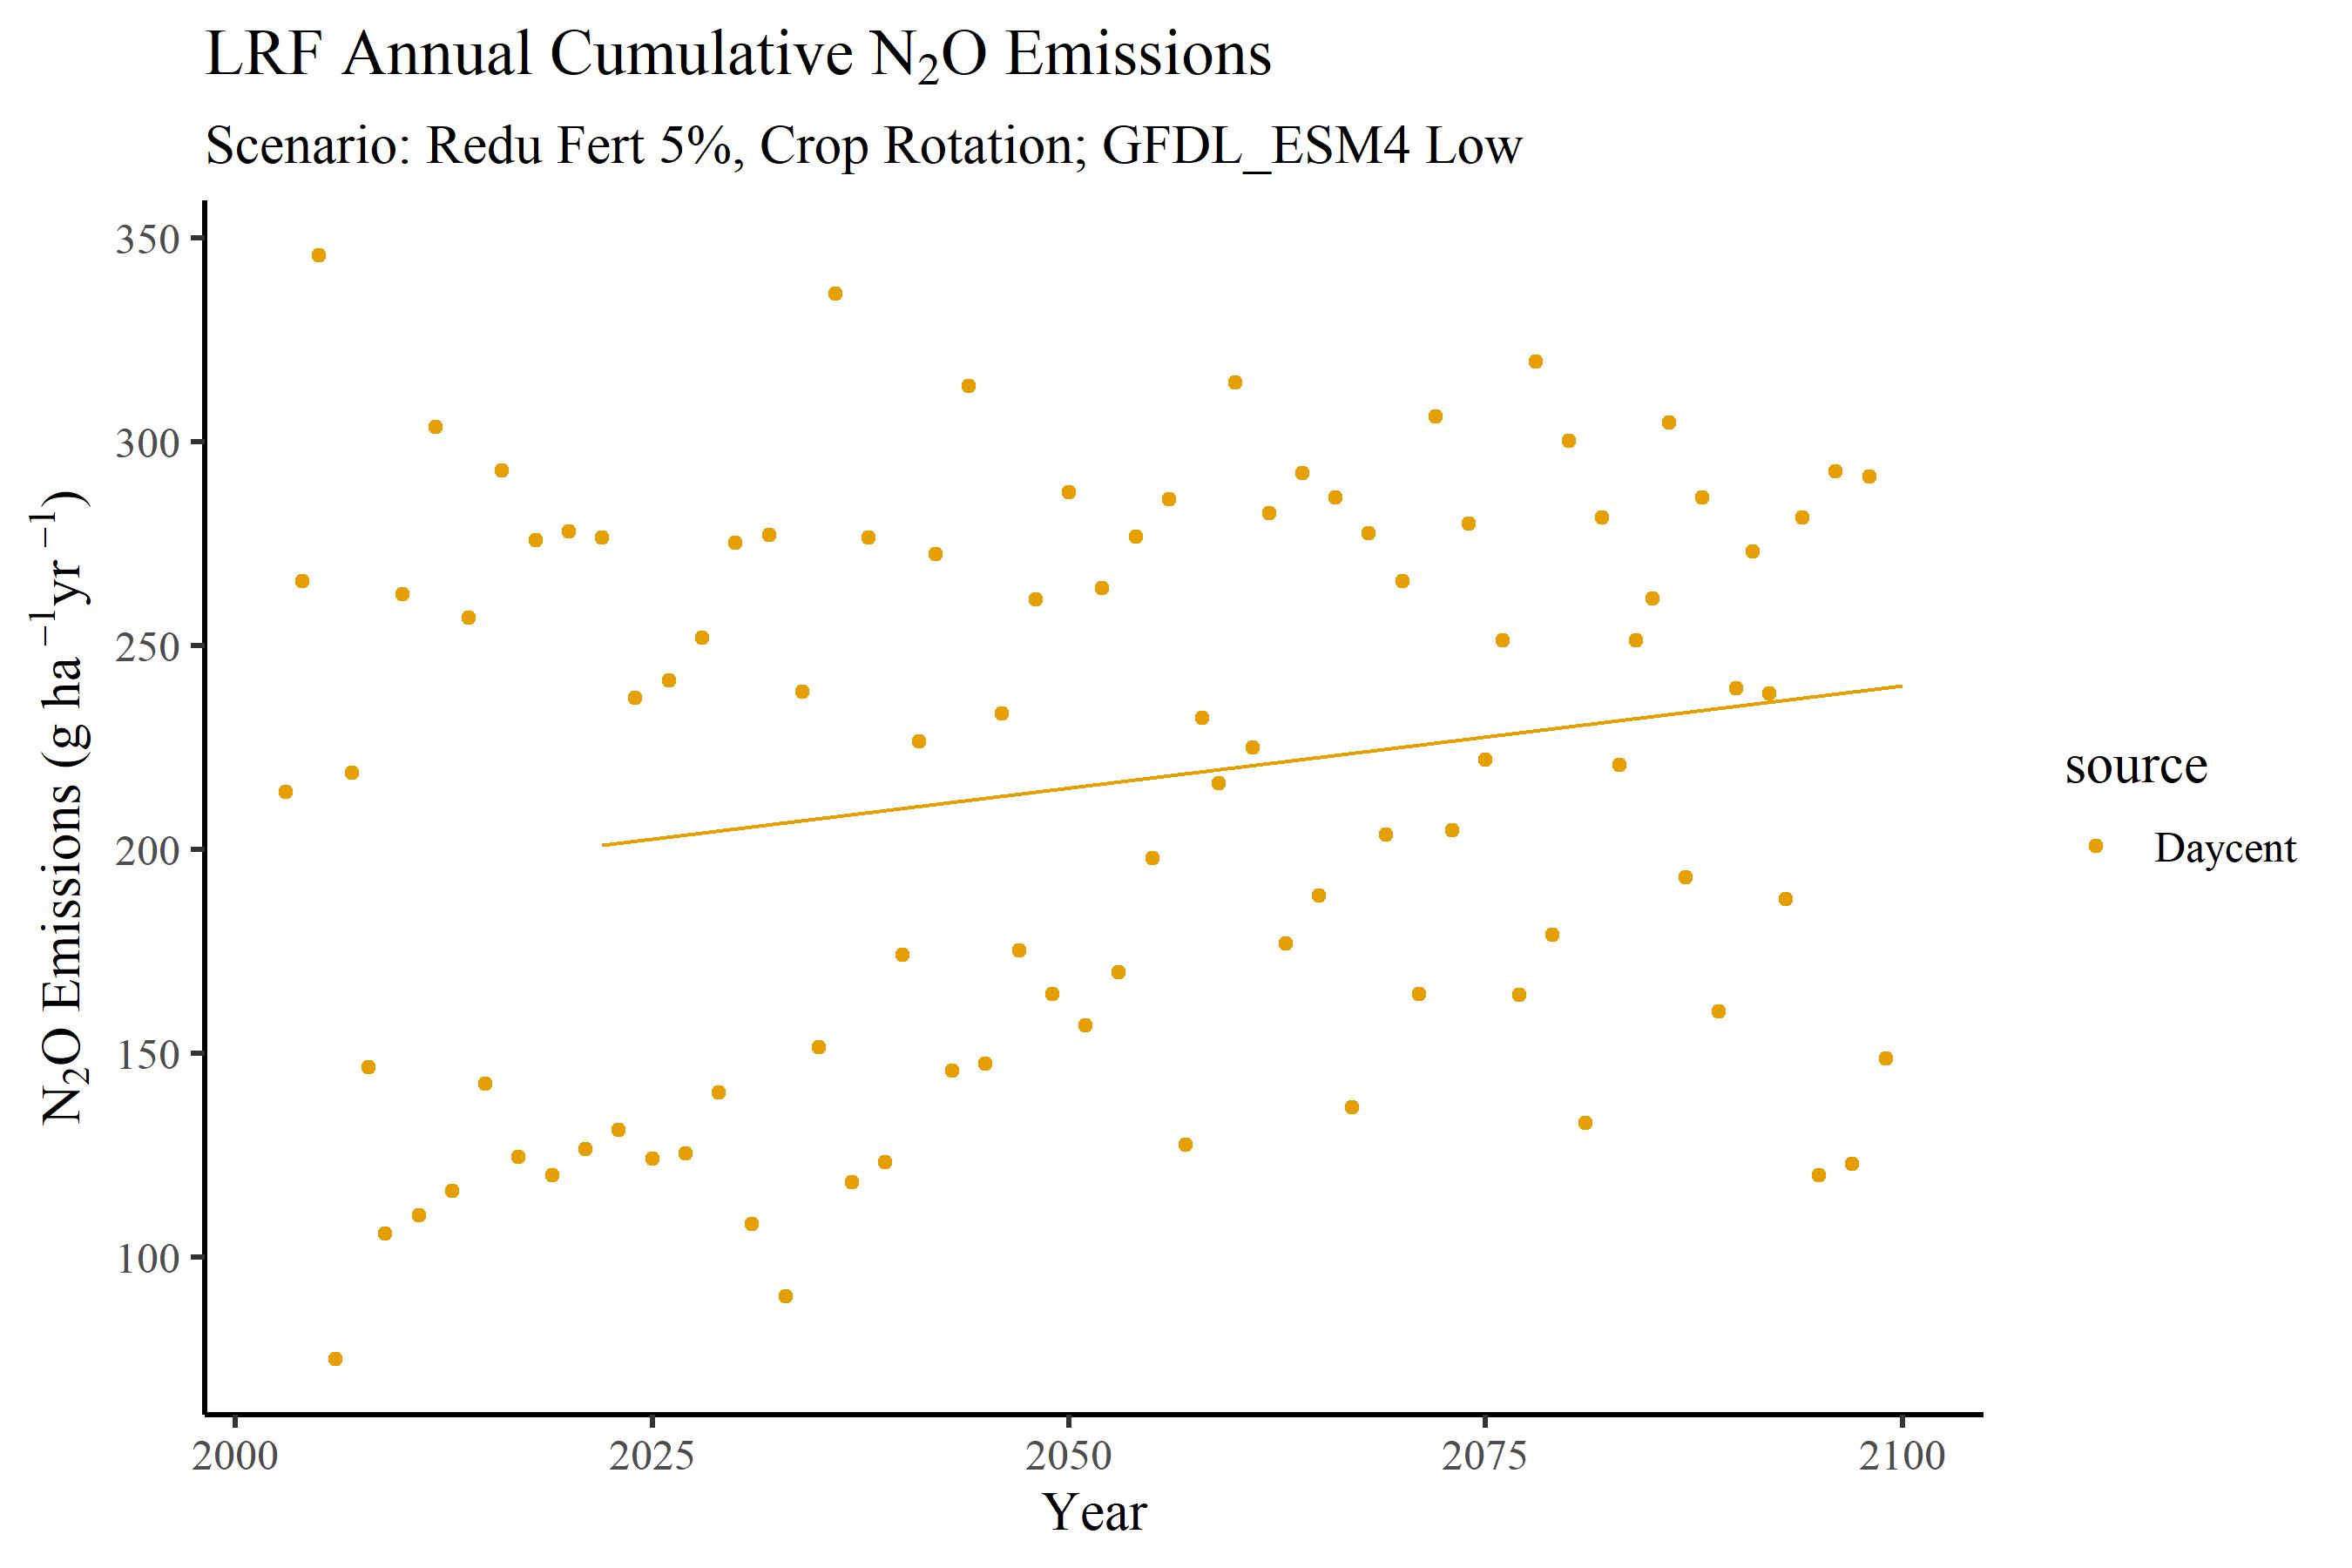 LRF Annual Cumulative N₂O Emissions
Scenario: Redu Fert 5%, Crop Rotation; GFDL_ESM4 Low
N₂O Emissions (g ha⁻¹yr⁻¹)
350
300
250
200
150
100
2000 2025 2050 2075 2100
Year
source
Daycent